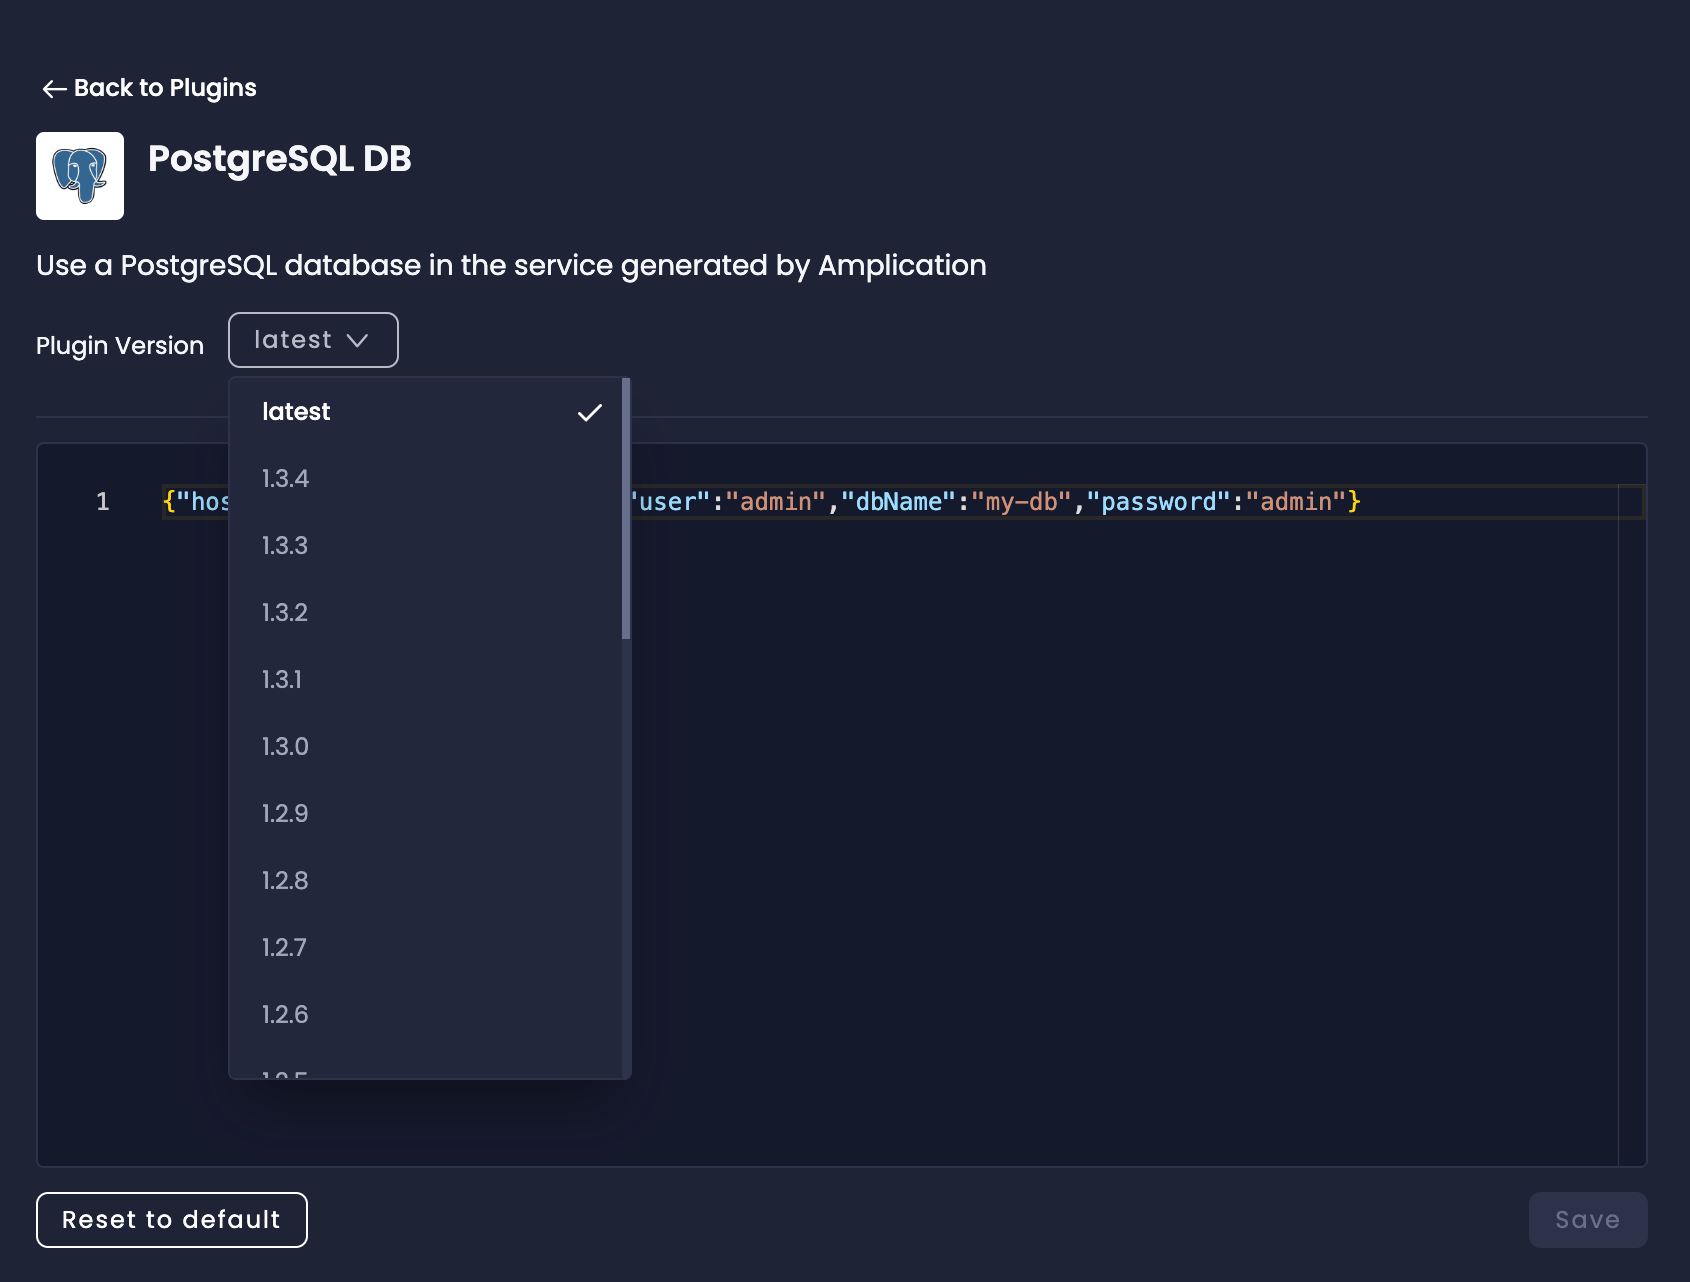 Back to Plugins
PostgreSQL DB
Use a PostgreSQL database in the service generated by Amplication
Plugin Version latest
latest
1.3.4
1 {"hos user":"admin","dbName":"my-db","password":"admin"}
1.3.3
1.3.2
1.3.1
1.3.0
1.2.9
1.2.8
1.2.7
1.2.6
Reset to default Save